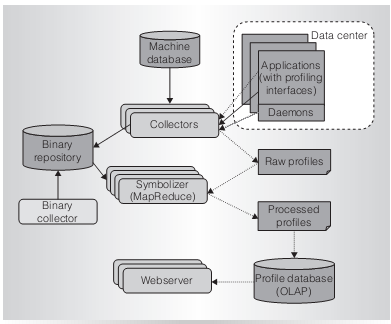 Machine
database
Data center
Applications
(with profiling
interfaces)
Daemons
Collectors
Binary
repository
Raw profiles
Symbolizer
(MapReduce)
Binary
collector
Processed
profiles
Webserver
Profile database
(OLAP)